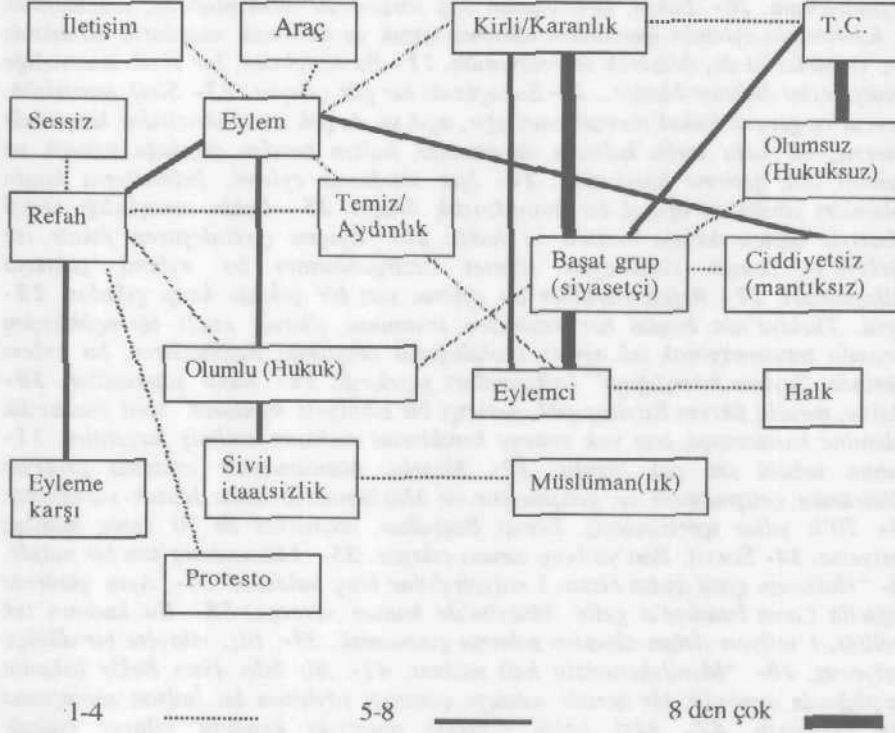 İletişim
Araç
Kirli/Karanlık
T.C.
Sessiz
Eylem
Olumsuz
(Hukuksuz)
Refah
Temiz/
Aydınlık
Başat grup
(siyasetçi)
Ciddiyetsiz
(mantıksız)
Olumlu (Hukuk)
Eylemci
Halk
Eyleme
karşı
Sivil
itaatsizlik
Müslüman(lık)
Protesto
1-4
5-8
8 den çok